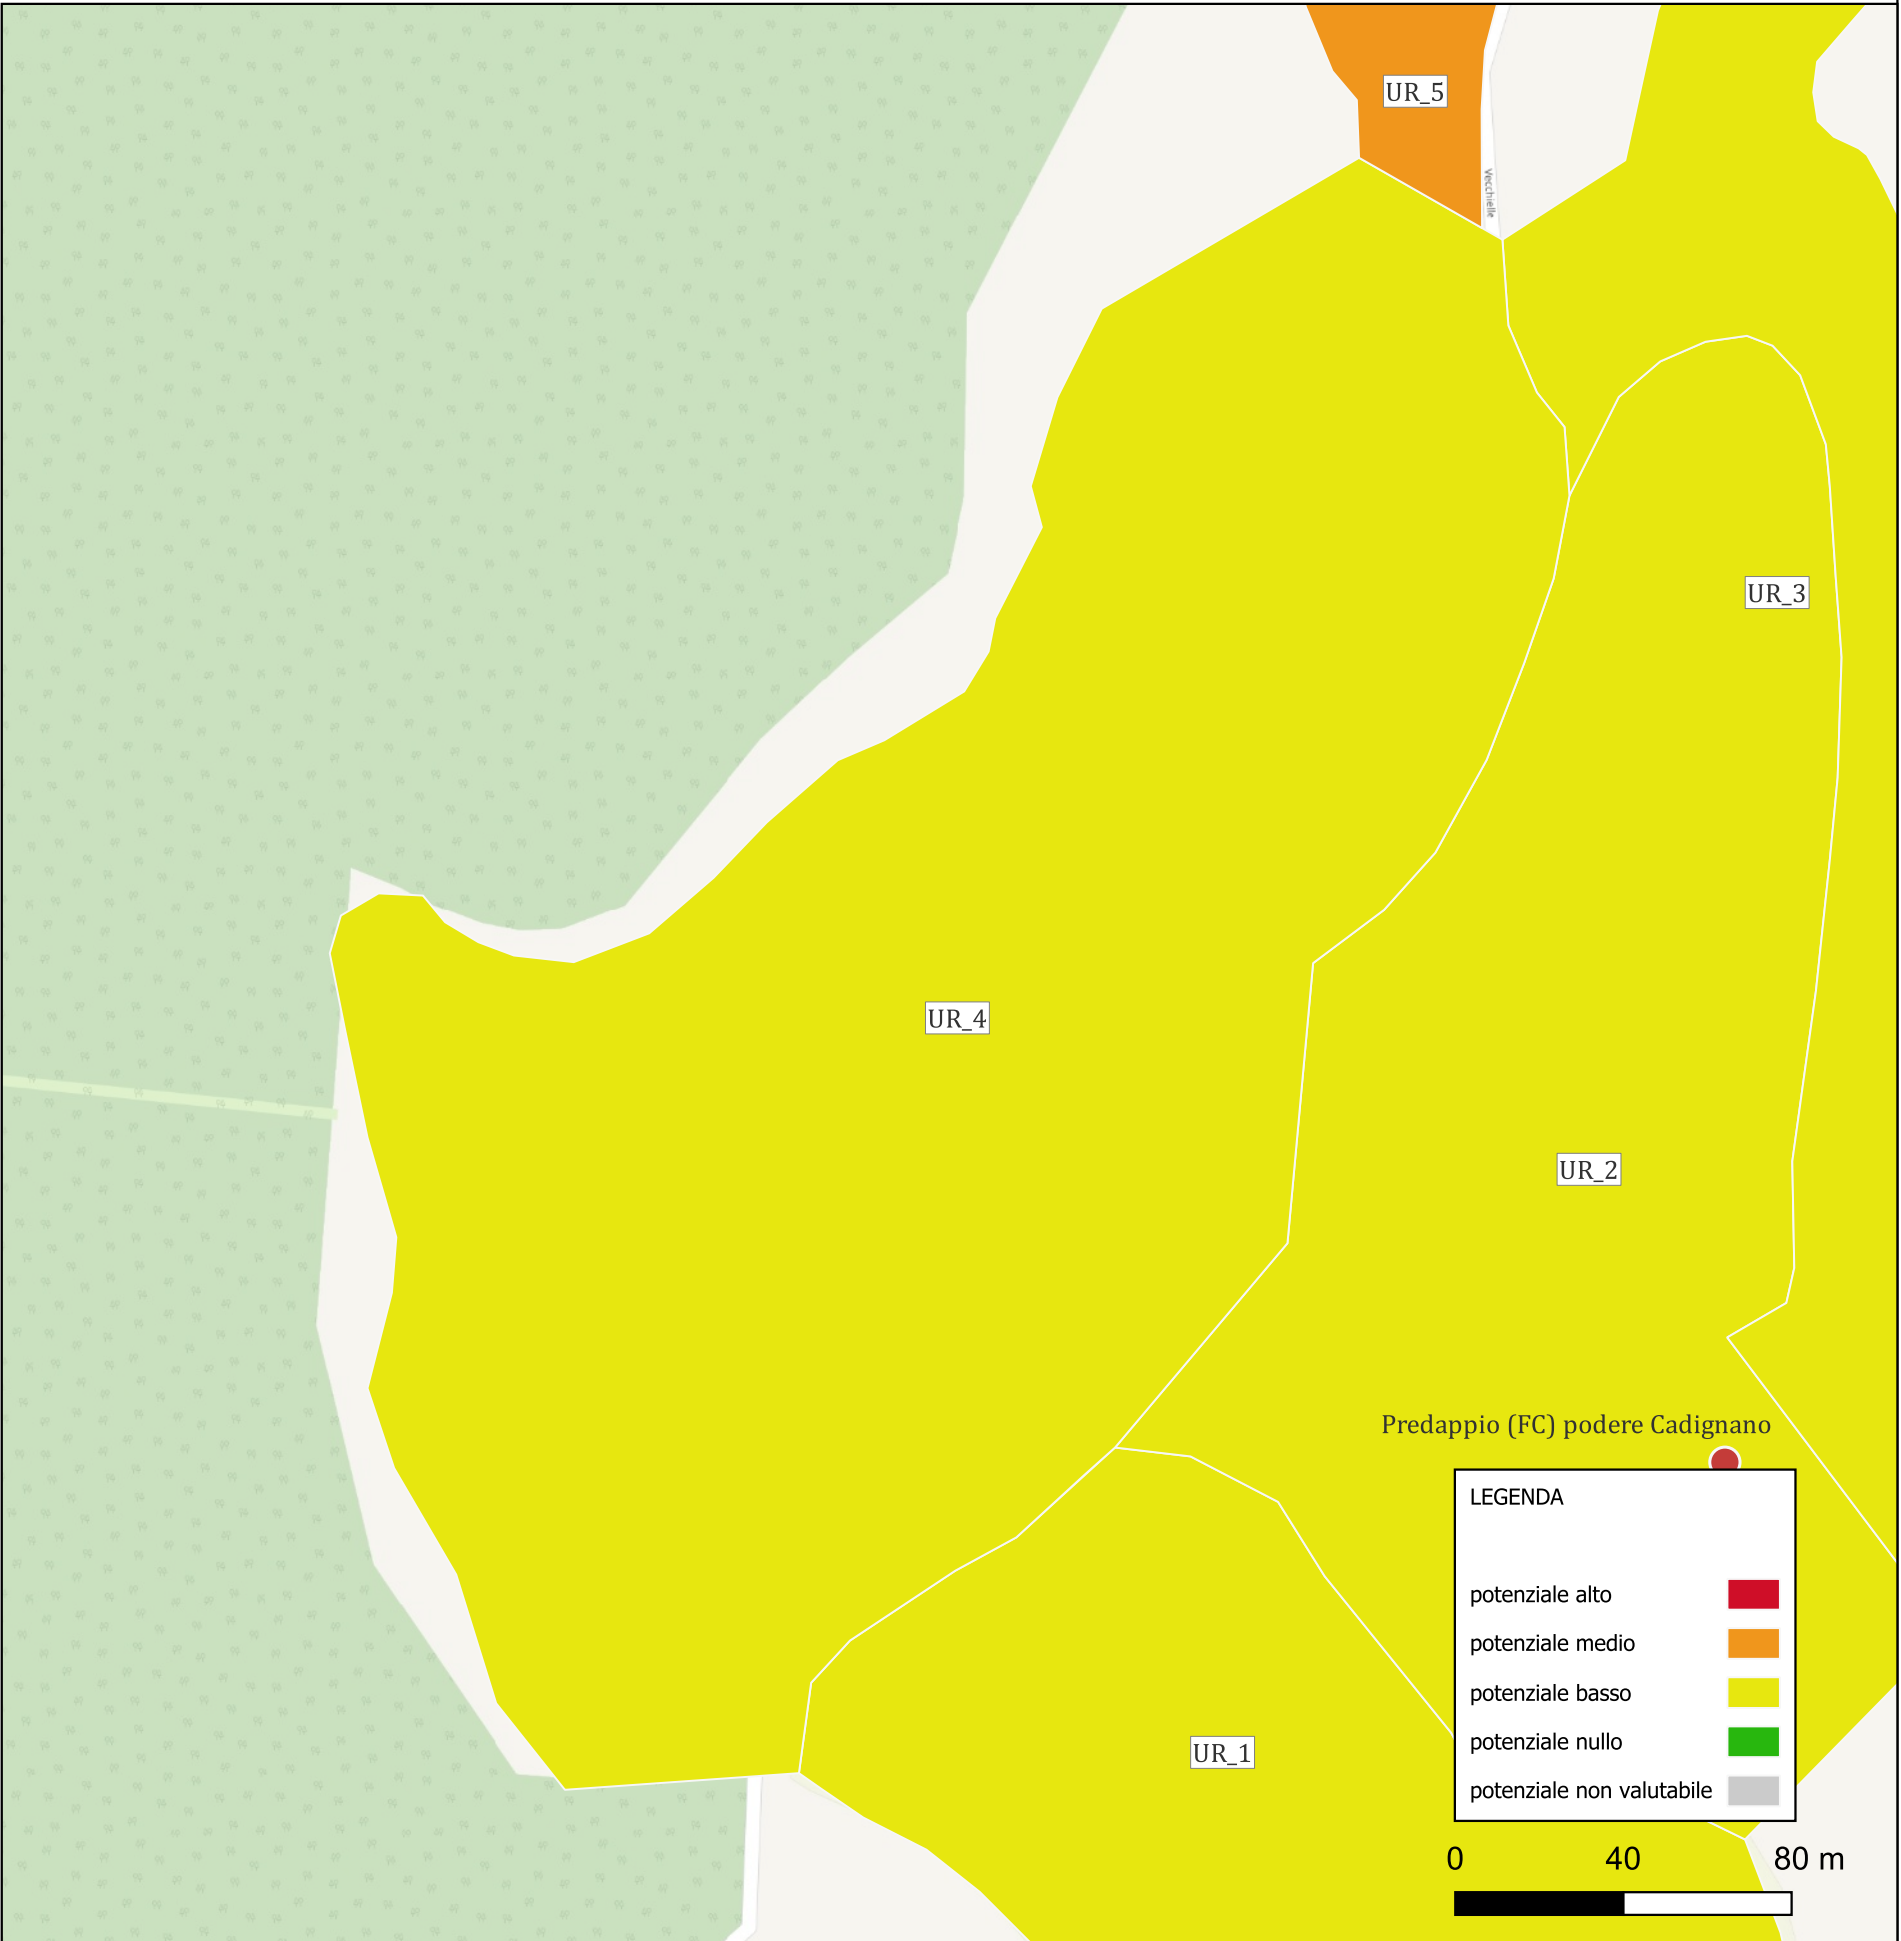 UR_5
Vecchielle
UR_3
UR_4
UR_2
Predappio (FC) podere Cadignano
UR_1
LEGENDA
potenziale alto
potenziale medio
potenziale basso
potenziale nullo
potenziale non valutabile
0 40 80 m